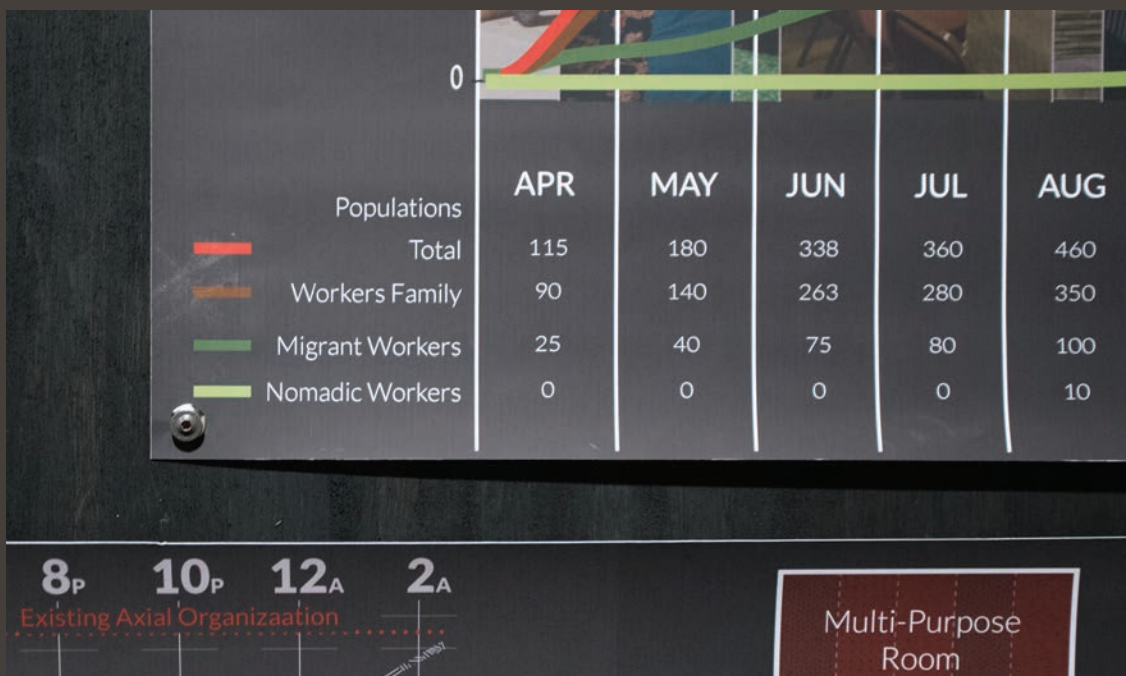 0
APR MAY JUN JUL AUG
Populations
Total 115 180 338 360 460
Workers Family 90 140 263 280 350
Migrant Workers 25 40 75 80 100
Nomadic Workers 0 0 0 0 10
8P 10P 12A 2A
Existing Axial Organizaation
Multi-Purpose
Room